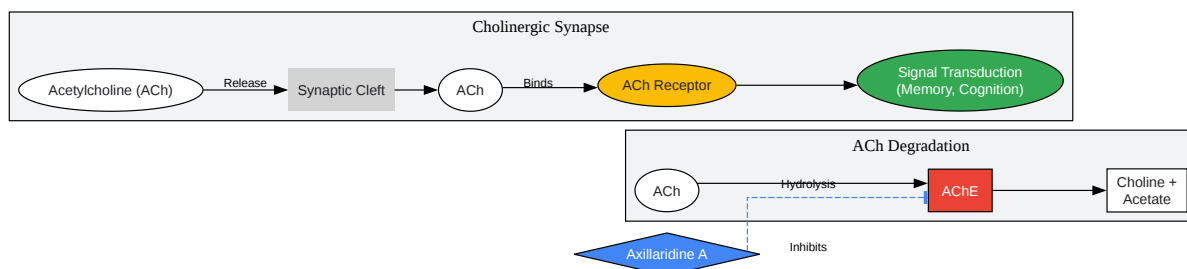 Cholinergic Synapse
Acetylcholine (ACh)
Release
Synaptic Cleft
ACh
Binds
ACh Receptor
Signal Transduction
(Memory, Cognition)
ACh Degradation
ACh
Hydrolysis
AChE
Choline +
Acetate
Axillaridine A
Inhibits